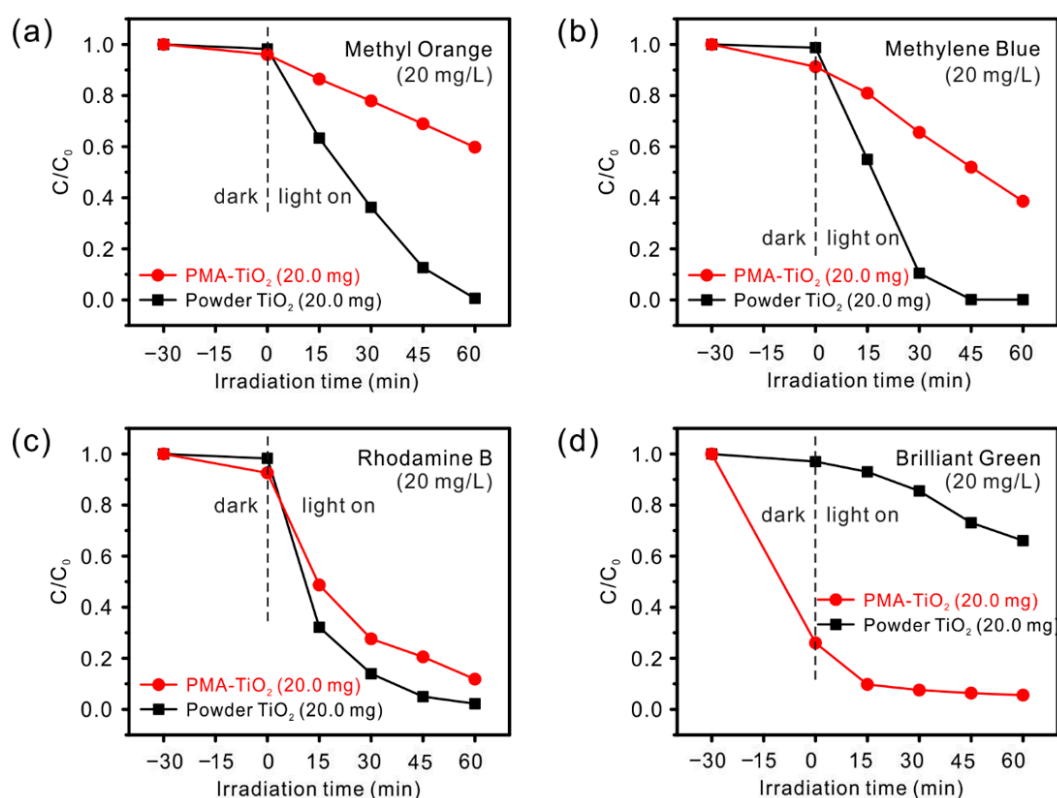 (a)
Methyl Orange
(20 mg/L)
C/C₀
1.0
0.8
0.6
0.4
0.2
0.0
dark
light on
PMA-TiO₂ (20.0 mg)
Powder TiO₂ (20.0 mg)
−30 −15 0 15 30 45 60
Irradiation time (min)
(b)
Methylene Blue
(20 mg/L)
C/C₀
1.0
0.8
0.6
0.4
0.2
0.0
dark
light on
PMA-TiO₂ (20.0 mg)
Powder TiO₂ (20.0 mg)
−30 −15 0 15 30 45 60
Irradiation time (min)
(c)
Rhodamine B
(20 mg/L)
C/C₀
1.0
0.8
0.6
0.4
0.2
0.0
dark
light on
PMA-TiO₂ (20.0 mg)
Powder TiO₂ (20.0 mg)
−30 −15 0 15 30 45 60
Irradiation time (min)
(d)
Brilliant Green
(20 mg/L)
C/C₀
1.0
0.8
0.6
0.4
0.2
0.0
dark
light on
PMA-TiO₂ (20.0 mg)
Powder TiO₂ (20.0 mg)
−30 −15 0 15 30 45 60
Irradiation time (min)